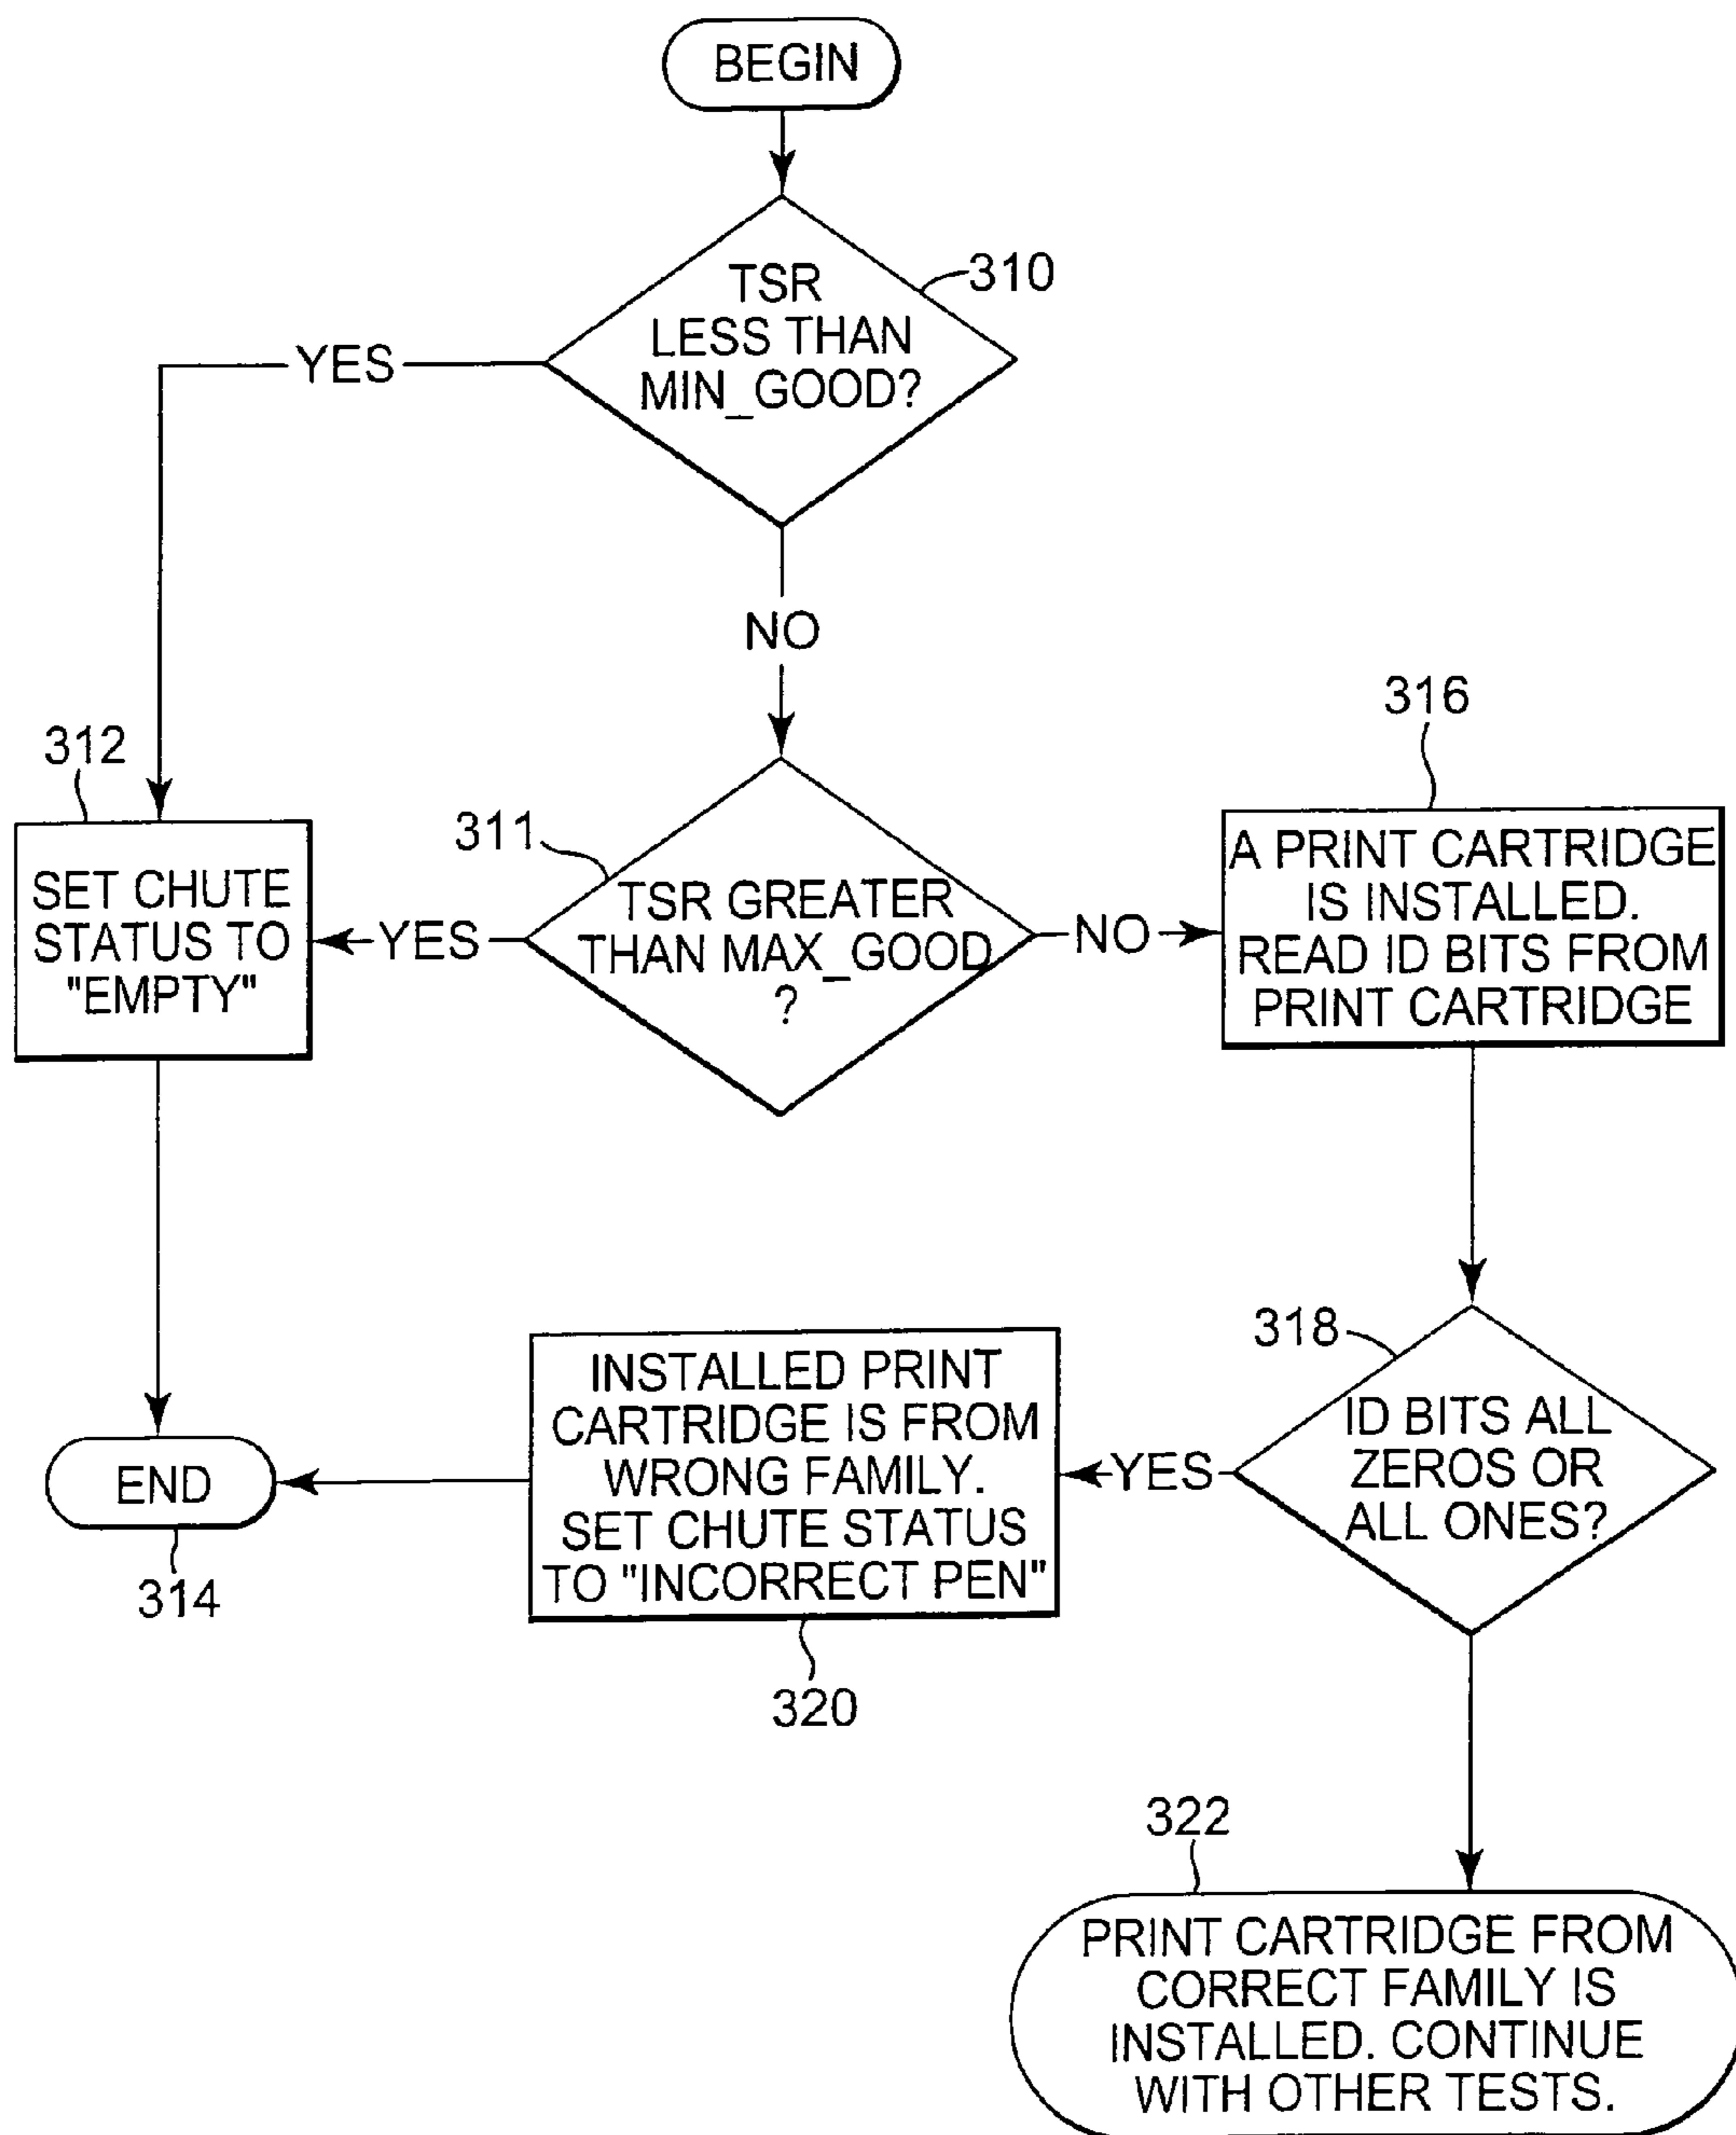 BEGIN
TSR
LESS THAN
MIN_GOOD?
310
YES
NO
312
SET CHUTE
STATUS TO
"EMPTY"
YES
311
TSR GREATER
THAN MAX_GOOD
?
NO
316
A PRINT CARTRIDGE
IS INSTALLED.
READ ID BITS FROM
PRINT CARTRIDGE
318
ID BITS ALL
ZEROS OR
ALL ONES?
YES
INSTALLED PRINT
CARTRIDGE IS FROM
WRONG FAMILY.
SET CHUTE STATUS
TO "INCORRECT PEN"
320
END
314
322
PRINT CARTRIDGE FROM
CORRECT FAMILY IS
INSTALLED. CONTINUE
WITH OTHER TESTS.